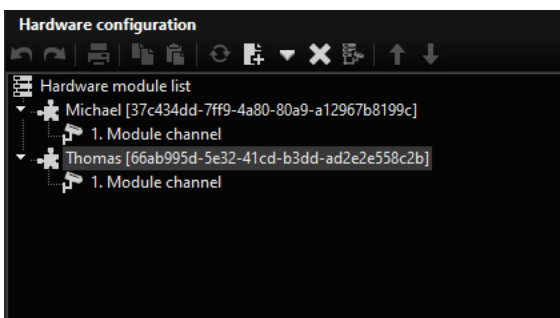 Hardware configuration
Hardware module list
Michael [37c434dd-7ff9-4a80-80a9-a12967b8199c]
1. Module channel
Thomas [66ab995d-5e32-41cd-b3dd-ad2e2e558c2b]
1. Module channel